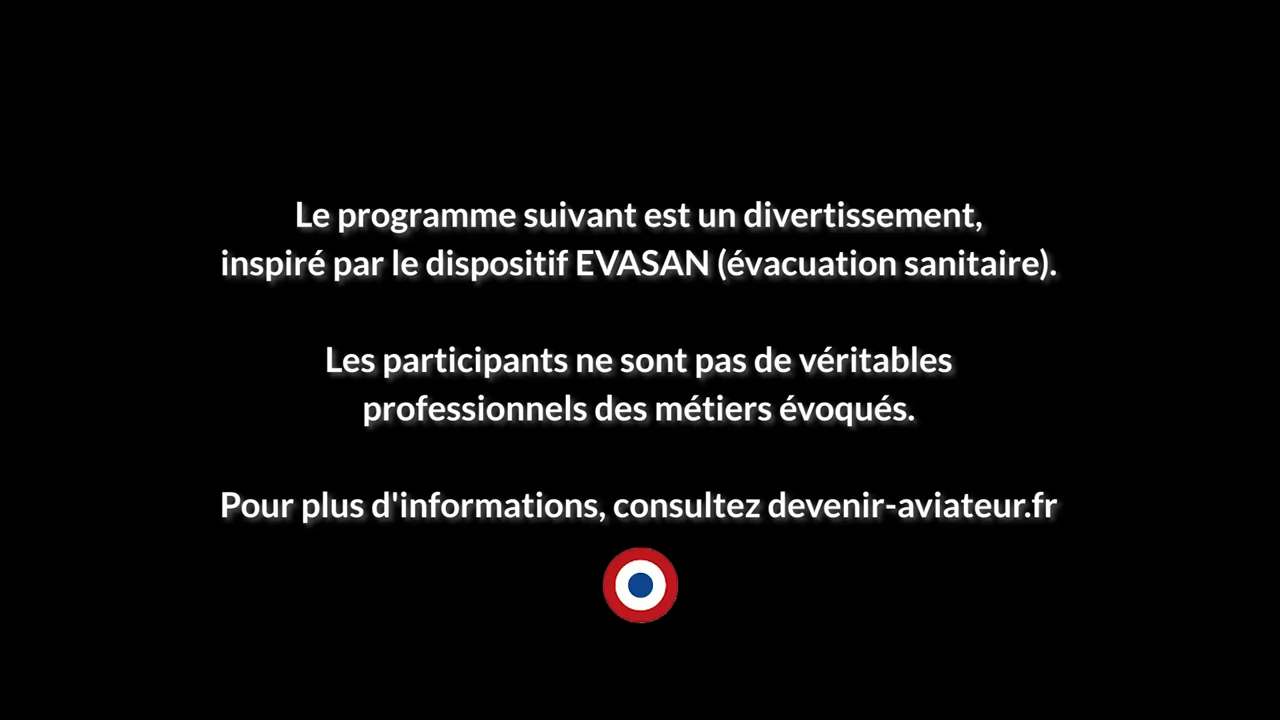 Le programme suivant est un divertissement,
inspiré par le dispositif EVASAN (évacuation sanitaire).
Les participants ne sont pas de véritables
professionnels des métiers évoqués.
Pour plus d'informations, consultez devenir-aviateur.fr